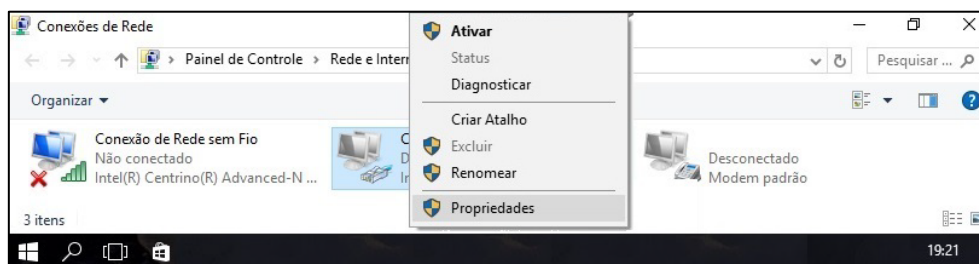 Conexões de Rede
Painel de Controle > Rede e Interr
Pesquisar ...
Organizar
Conexão de Rede sem Fio
Não conectado
Intel(R) Centrino(R) Advanced-N ...
Ativar
Status
Diagnosticar
Criar Atalho
Excluir
Renomear
Propriedades
Desconectado
Modem padrão
3 itens
19:21